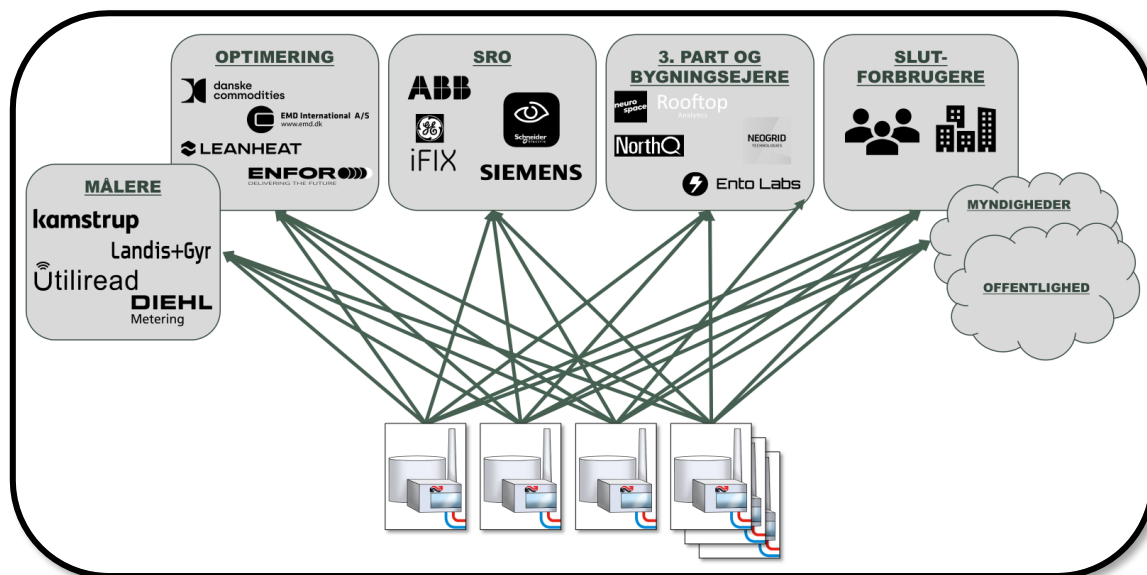 OPTIMERING
danske
commodities
EMD International A/S
www.emd.dk
LEANHEAT
ENFOR
DELIVERING THE FUTURE
SRO
ABB
GE
iFIX
Schneider
Electric
SIEMENS
3. PART OG
BYGNINGSEJERE
neuro
space
Rooftop
Analytics
NorthQ
NEOGRID
TECHNOLOGIES
Ento Labs
SLUT-
FORBRUGERE
MÅLERE
kamstrup
Landis+Gyr
Utiliread
DIEHL
Metering
MYNDIGHEDER
OFFENTLIGHED